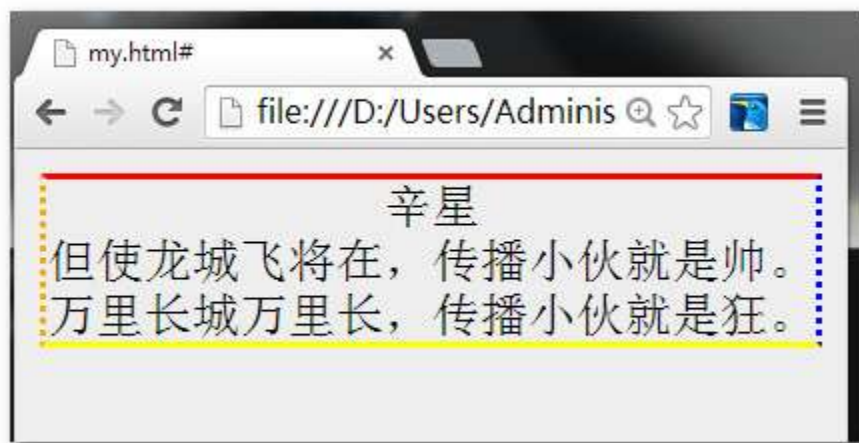 my.html#
file:///D:/Users/Adminis
辛星
但使龙城飞将在，传播小伙就是帅。
万里长城万里长，传播小伙就是狂。